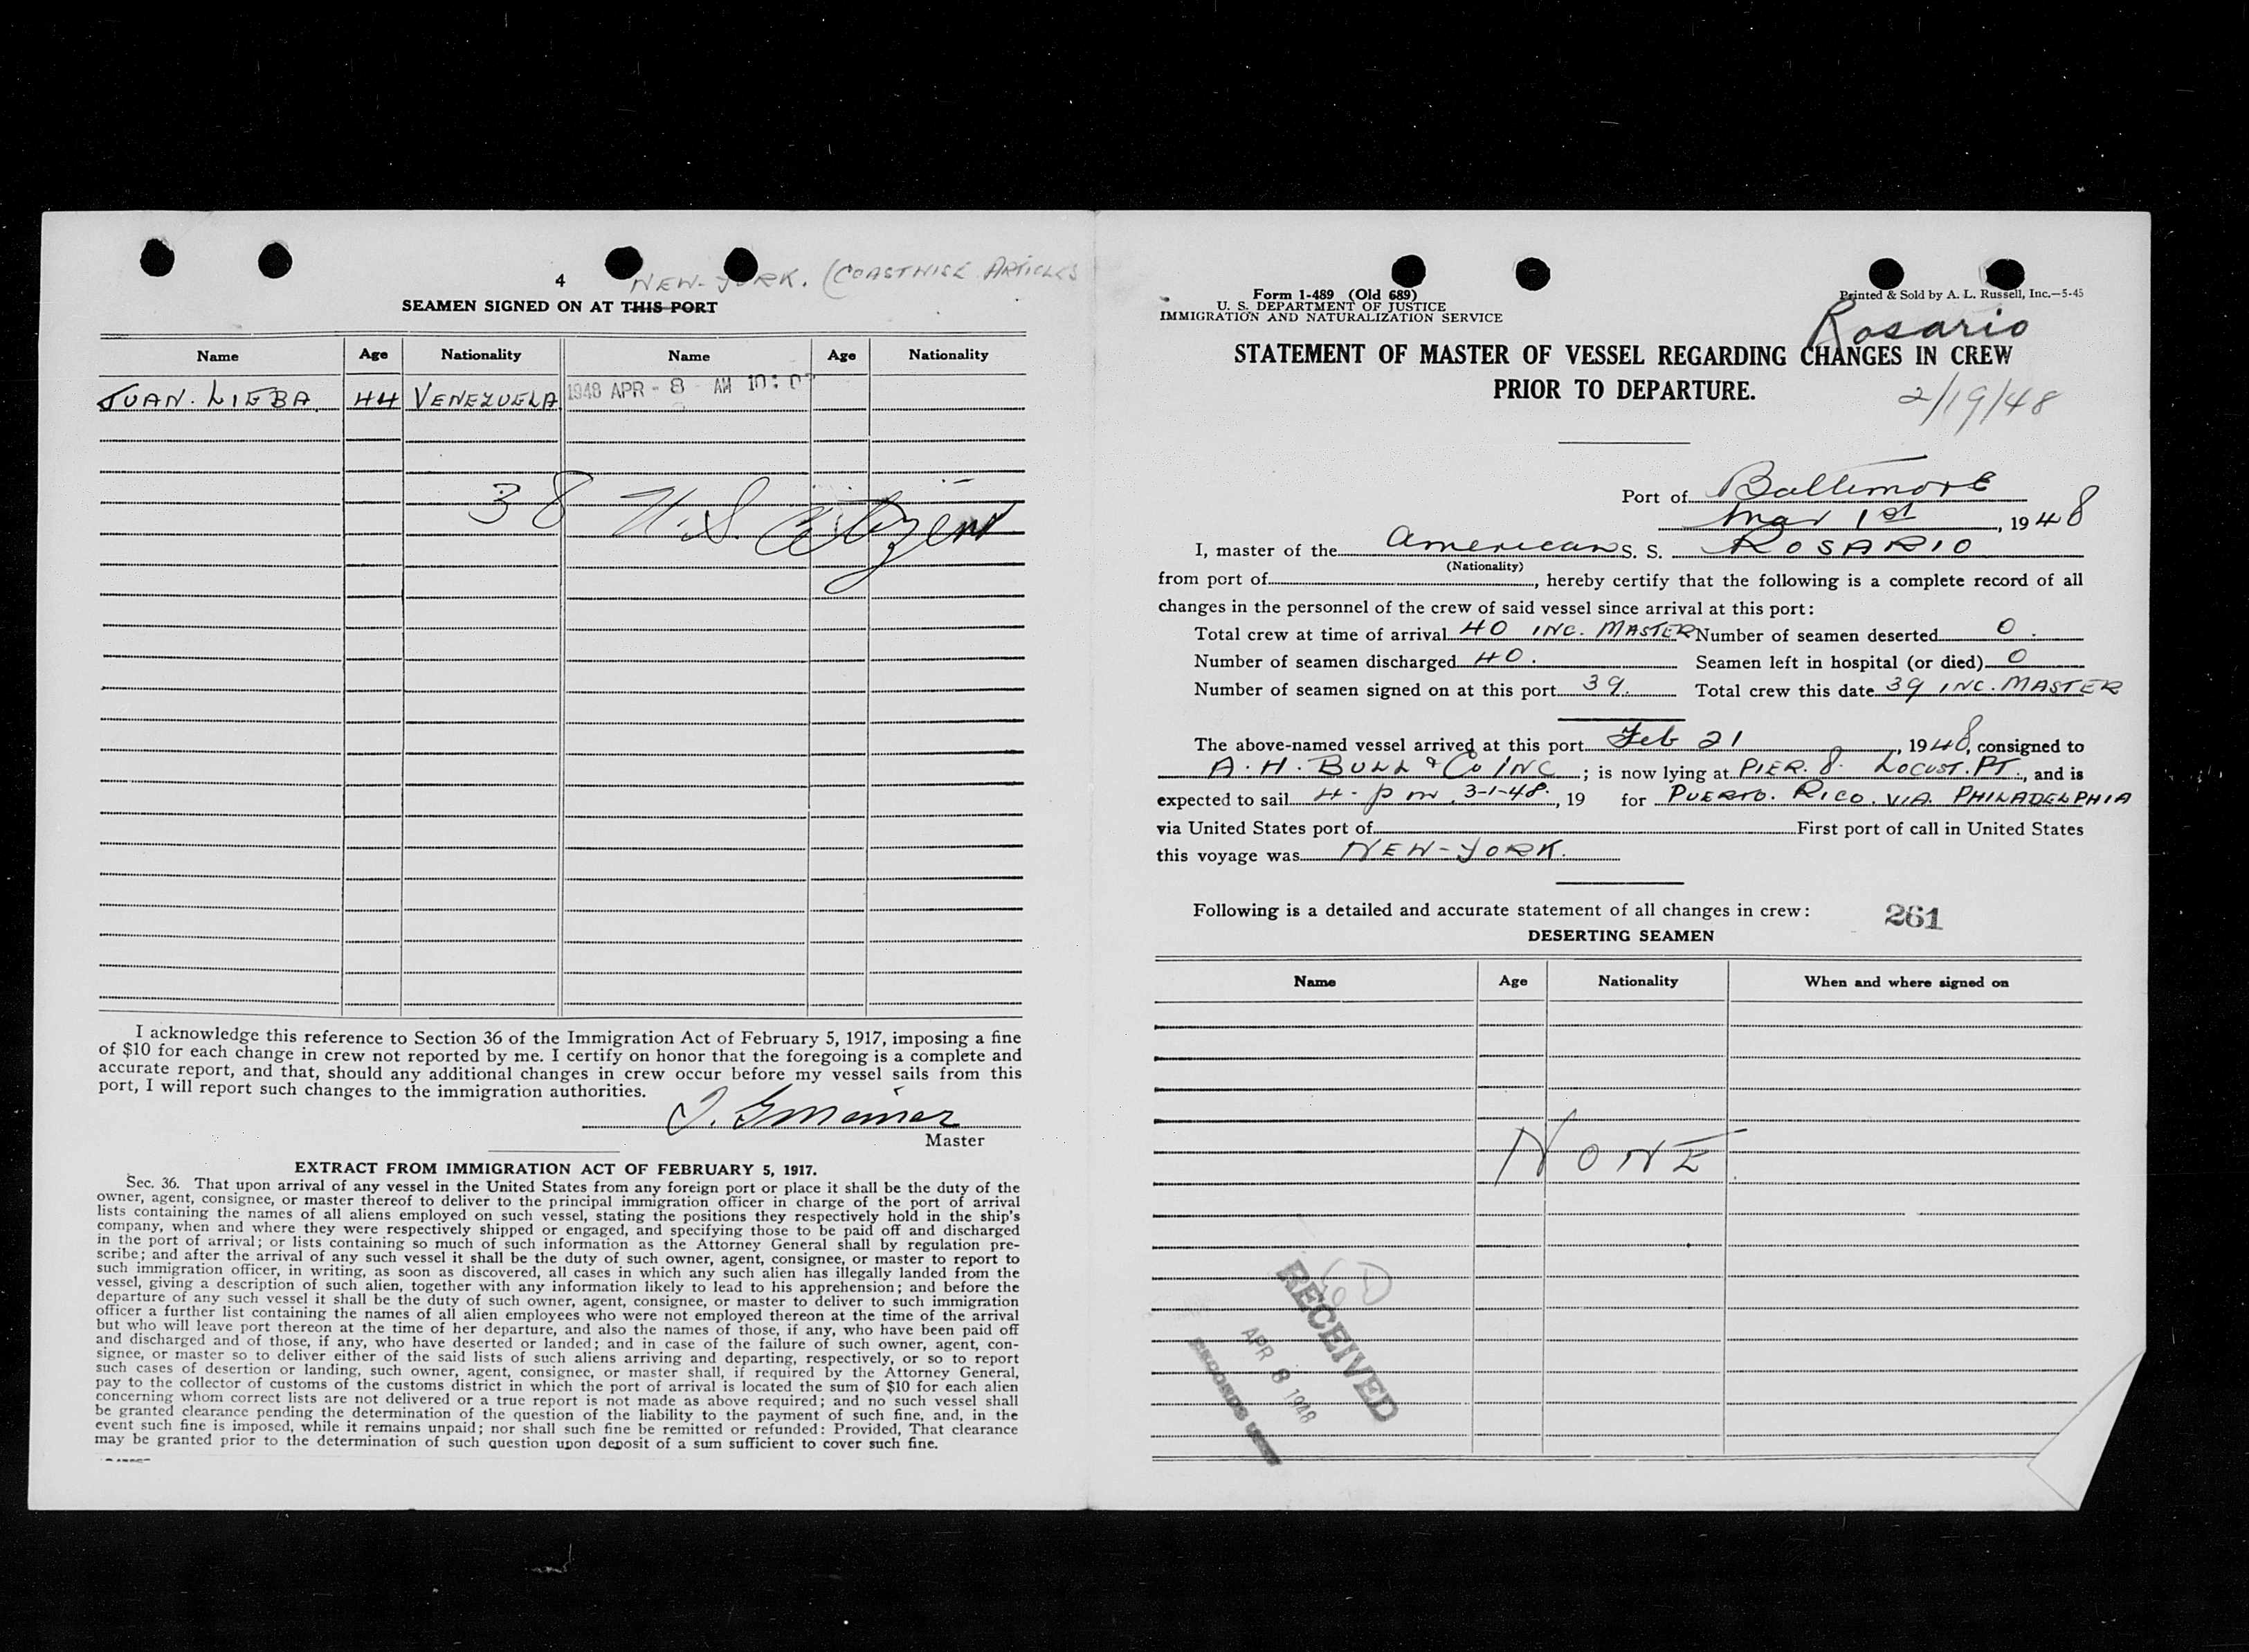 4
NEW-YORK. (COASTWISE ARTICLES
SEAMEN SIGNED ON AT THIS PORT
Name Age Nationality Name Age Nationality
JUAN. LIEBA 44 VENEZUELA 1948 APR - 8 AM 10:0
38 U.S. Citizen
I acknowledge this reference to Section 36 of the Immigration Act of February 5, 1917, imposing a fine
of $10 for each change in crew not reported by me. I certify on honor that the foregoing is a complete and
accurate report, and that, should any additional changes in crew occur before my vessel sails from this
port, I will report such changes to the immigration authorities.
Master
EXTRACT FROM IMMIGRATION ACT OF FEBRUARY 5, 1917.
Sec. 36. That upon arrival of any vessel in the United States from any foreign port or place it shall be the duty of the
owner, agent, consignee, or master thereof to deliver to the principal immigration officer in charge of the port of arrival
lists containing the names of all aliens employed on such vessel, stating the positions they respectively hold in the ship's
company, when and where they were respectively shipped or engaged, and specifying those to be paid off and discharged
in the port of arrival; or lists containing so much of such information as the Attorney General shall by regulation pre-
scribe; and after the arrival of any such vessel it shall be the duty of such owner, agent, consignee, or master to report to
such immigration officer, in writing, as soon as discovered, all cases in which any such alien has illegally landed from the
vessel, giving a description of such alien, together with any information likely to lead to his apprehension; and before the
departure of any such vessel it shall be the duty of such owner, agent, consignee, or master to deliver to such immigration
officer a further list containing the names of all alien employees who were not employed thereon at the time of the arrival
but who will leave port thereon at the time of her departure, and also the names of those, if any, who have been paid off
and discharged and of those, if any, who have deserted or landed; and in case of the failure of such owner, agent, con-
signee, or master so to deliver either of the said lists of such aliens arriving and departing, respectively, or so to report
such cases of desertion or landing, such owner, agent, consignee, or master shall, if required by the Attorney General,
pay to the collector of customs of the customs district in which the port of arrival is located the sum of $10 for each alien
concerning whom correct lists are not delivered or a true report is not made as above required; and no such vessel shall
be granted clearance pending the determination of the question of the liability to the payment of such fine, and, in the
event such fine is imposed, while it remains unpaid; nor shall such fine be remitted or refunded: Provided, That clearance
may be granted prior to the determination of such question upon deposit of a sum sufficient to cover such fine.
Form 1-489 (Old 689)
U. S. DEPARTMENT OF JUSTICE
IMMIGRATION AND NATURALIZATION SERVICE
Printed & Sold by A. L. Russell, Inc.—5-45
Rosario
STATEMENT OF MASTER OF VESSEL REGARDING CHANGES IN CREW
PRIOR TO DEPARTURE.
2/19/48
Port of Baltimore
Mar 1st, 1948
I, master of the American S. S. ROSARIO
(Nationality)
from port of, hereby certify that the following is a complete record of all
changes in the personnel of the crew of said vessel since arrival at this port:
Total crew at time of arrival 40 INC. MASTER Number of seamen deserted 0.
Number of seamen discharged 40. Seamen left in hospital (or died) 0
Number of seamen signed on at this port 39. Total crew this date 39 INC. MASTER
The above-named vessel arrived at this port Feb 21, 1948, consigned to
A. H. BULL & Co INC; is now lying at PIER. 8. LOCUST. PT., and is
expected to sail 4-pm 3-1-48., 19 for PUERTO. RICO. VIA. PHILADELPHIA
via United States port of First port of call in United States
this voyage was NEW-YORK.
Following is a detailed and accurate statement of all changes in crew:
261
DESERTING SEAMEN
Name Age Nationality When and where signed on
NONE
RECEIVED
APR 8 1948